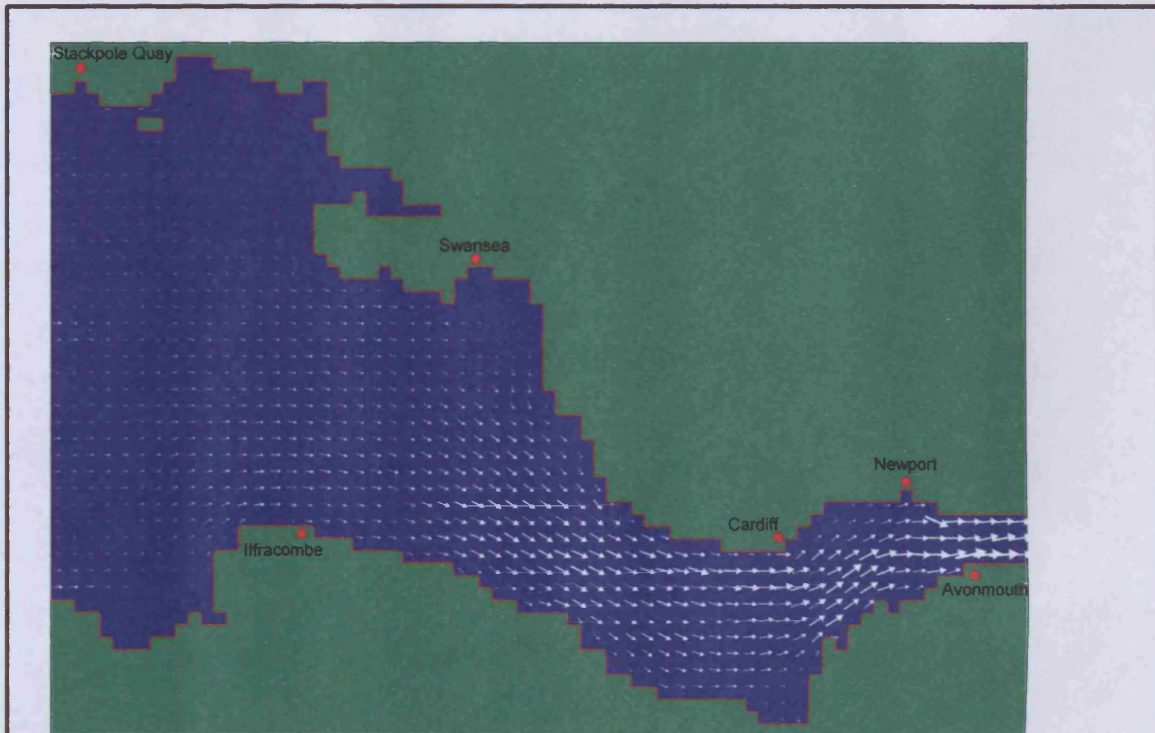 Stackpole Quay
Swansea
Newport
Cardiff
Ilfracombe
Avonmouth